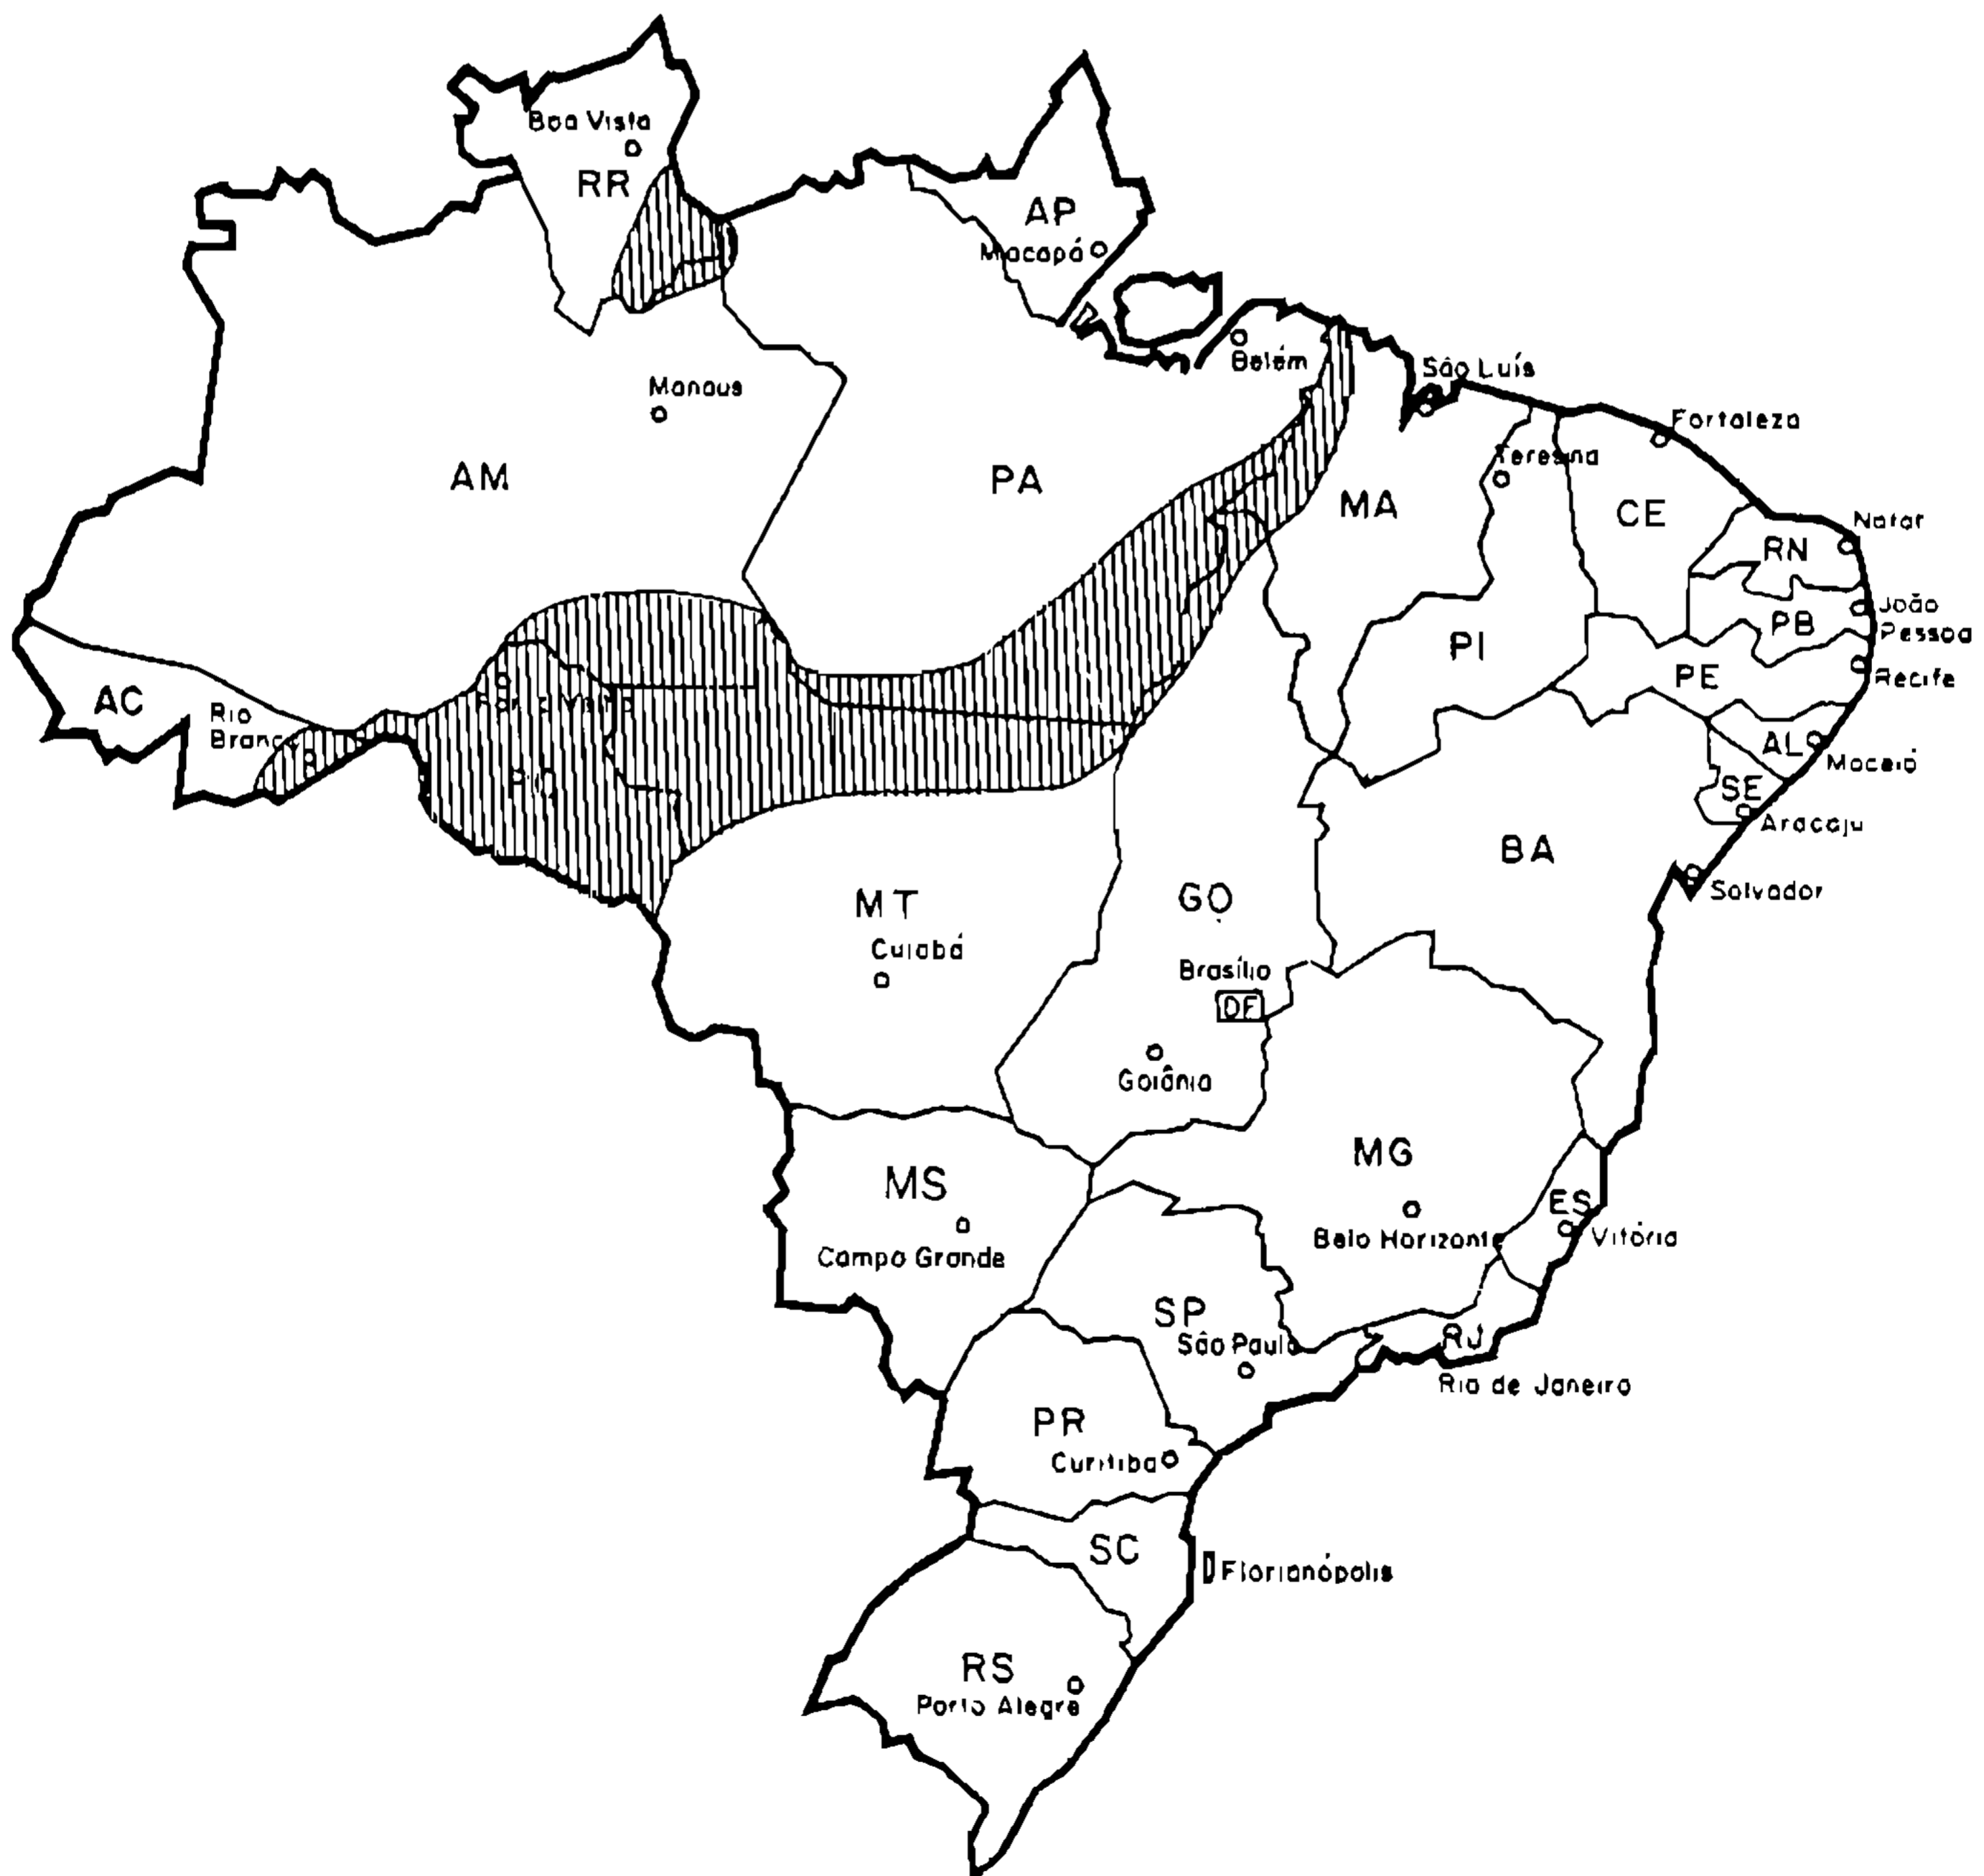 Boa Vista
RR
AP
Macapá
Belém
São Luís
Manaus
Fortaleza
Teresina
AM
PA
MA
CE
Natal
RN
João
Pessoa
PB
PI
PE
Recife
AC
Rio
Branco
AL
Maceió
SE
Aracaju
BA
Salvador
MT
Cuiabá
GO
Brasília
DF
Goiânia
MG
MS
ES
Belo Horizonte
Vitória
Campo Grande
SP
São Paulo
RJ
Rio de Janeiro
PR
Curitiba
SC
Florianópolis
RS
Porto Alegre